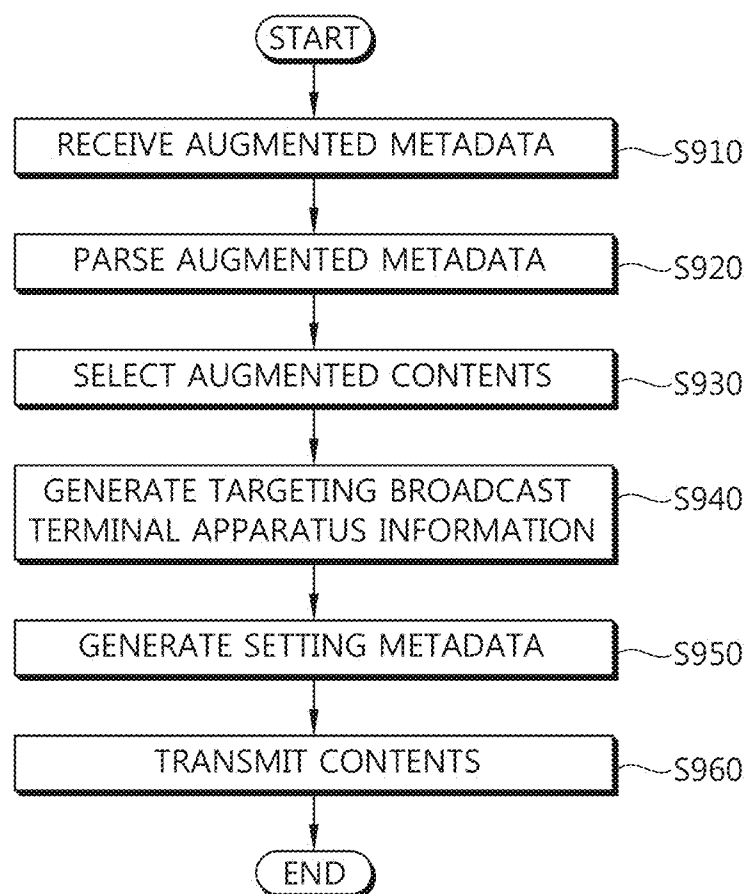 START
RECEIVE AUGMENTED METADATA
S910
PARSE AUGMENTED METADATA
S920
SELECT AUGMENTED CONTENTS
S930
GENERATE TARGETING BROADCAST
TERMINAL APPARATUS INFORMATION
S940
GENERATE SETTING METADATA
S950
TRANSMIT CONTENTS
S960
END